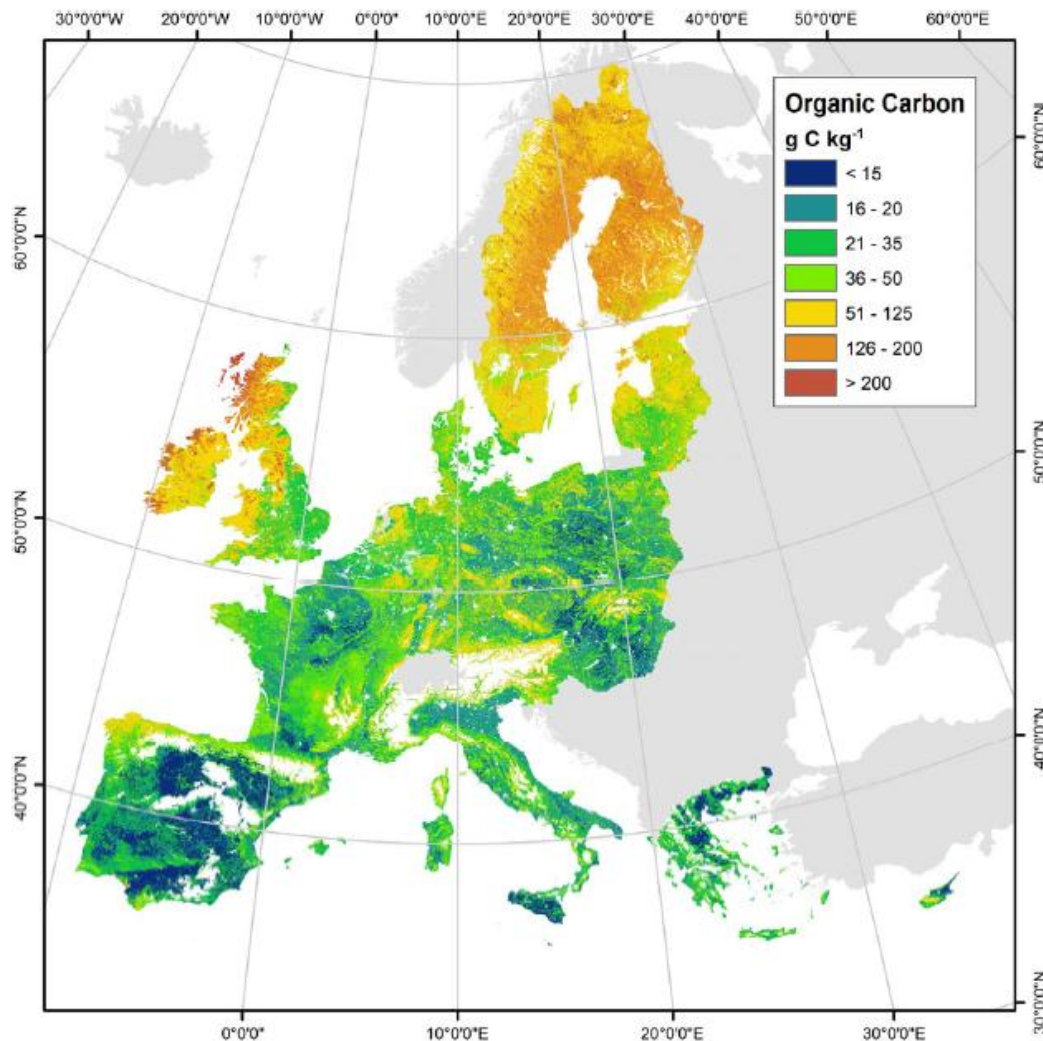 30°0'0"W 20°0'0"W 10°0'0"W 0°0'0" 10°0'0"E 20°0'0"E 30°0'0"E 40°0'0"E 50°0'0"E 60°0'0"E
Organic Carbon
g C kg⁻¹
< 15
16 - 20
21 - 35
36 - 50
51 - 125
126 - 200
> 200
60°0'0"N
50°0'0"N
40°0'0"N
60°0'0"N
50°0'0"N
40°0'0"N
30°0'0"N
0°0'0" 10°0'0"E 20°0'0"E 30°0'0"E